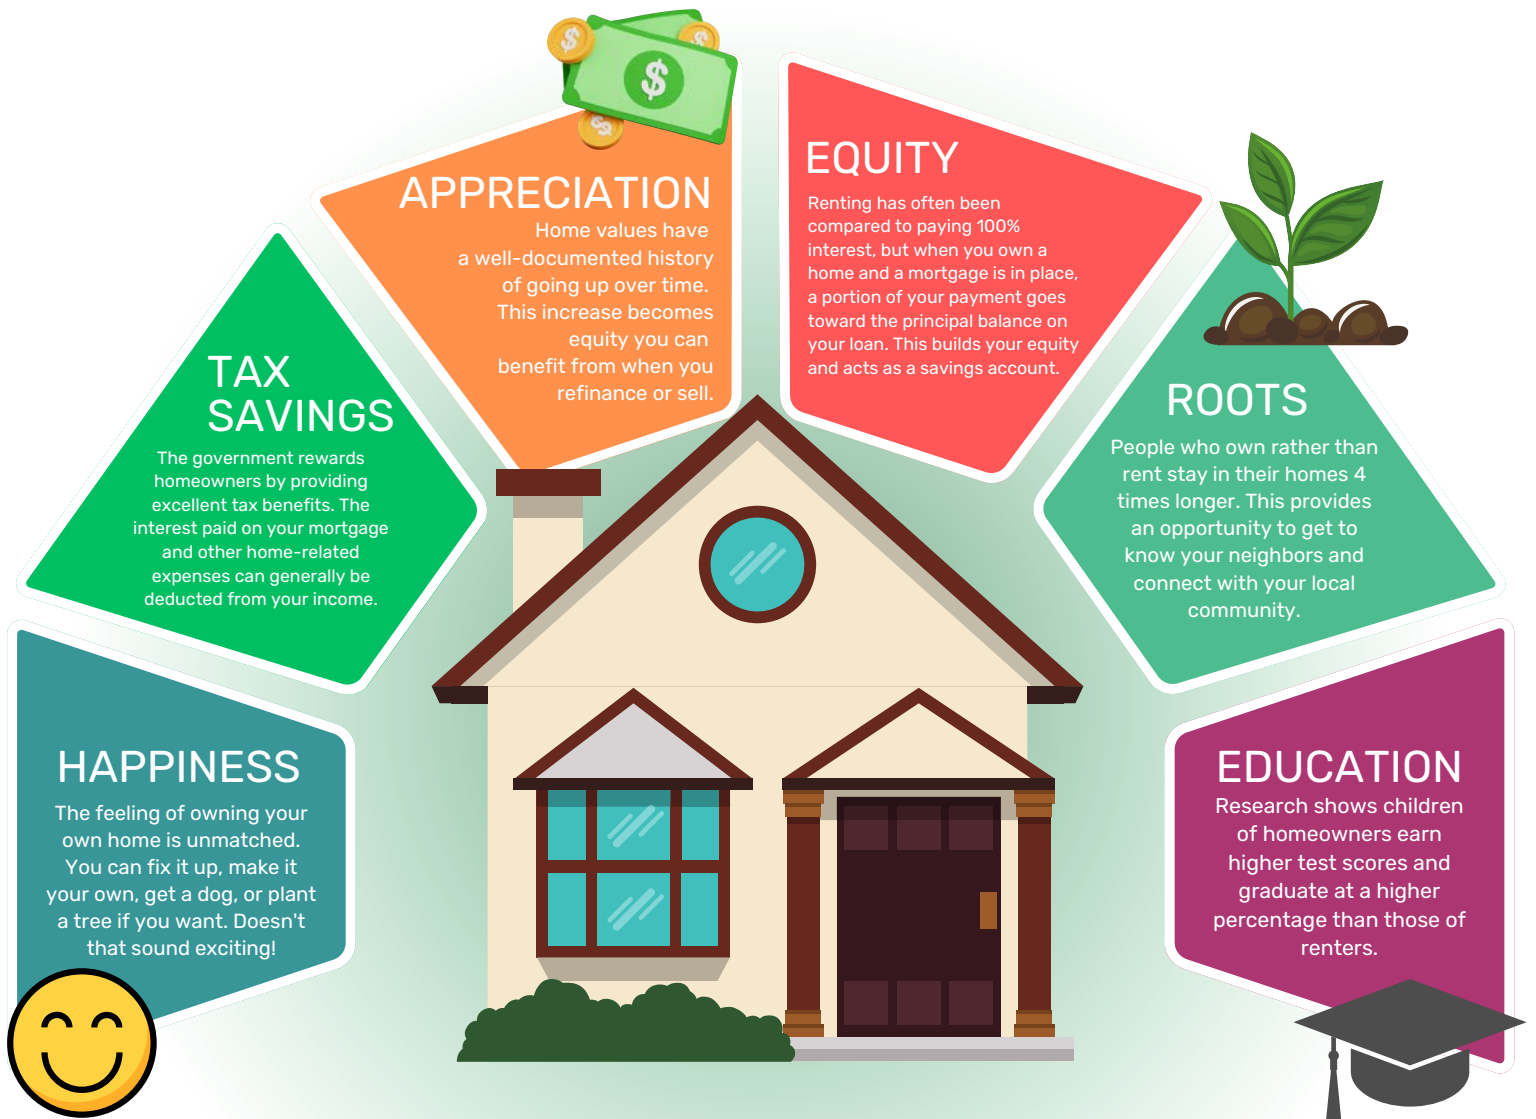 APPRECIATION
Home values have
a well-documented history
of going up over time.
This increase becomes
equity you can
benefit from when you
refinance or sell.
EQUITY
Renting has often been
compared to paying 100%
interest, but when you own a
home and a mortgage is in place,
a portion of your payment goes
toward the principal balance on
your loan. This builds your equity
and acts as a savings account.
TAX
SAVINGS
The government rewards
homeowners by providing
excellent tax benefits. The
interest paid on your mortgage
and other home-related
expenses can generally be
deducted from your income.
ROOTS
People who own rather than
rent stay in their homes 4
times longer. This provides
an opportunity to get to
know your neighbors and
connect with your local
community.
HAPPINESS
The feeling of owning your
own home is unmatched.
You can fix it up, make it
your own, get a dog, or plant
a tree if you want. Doesn't
that sound exciting!
EDUCATION
Research shows children
of homeowners earn
higher test scores and
graduate at a higher
percentage than those of
renters.
$
$
$
$